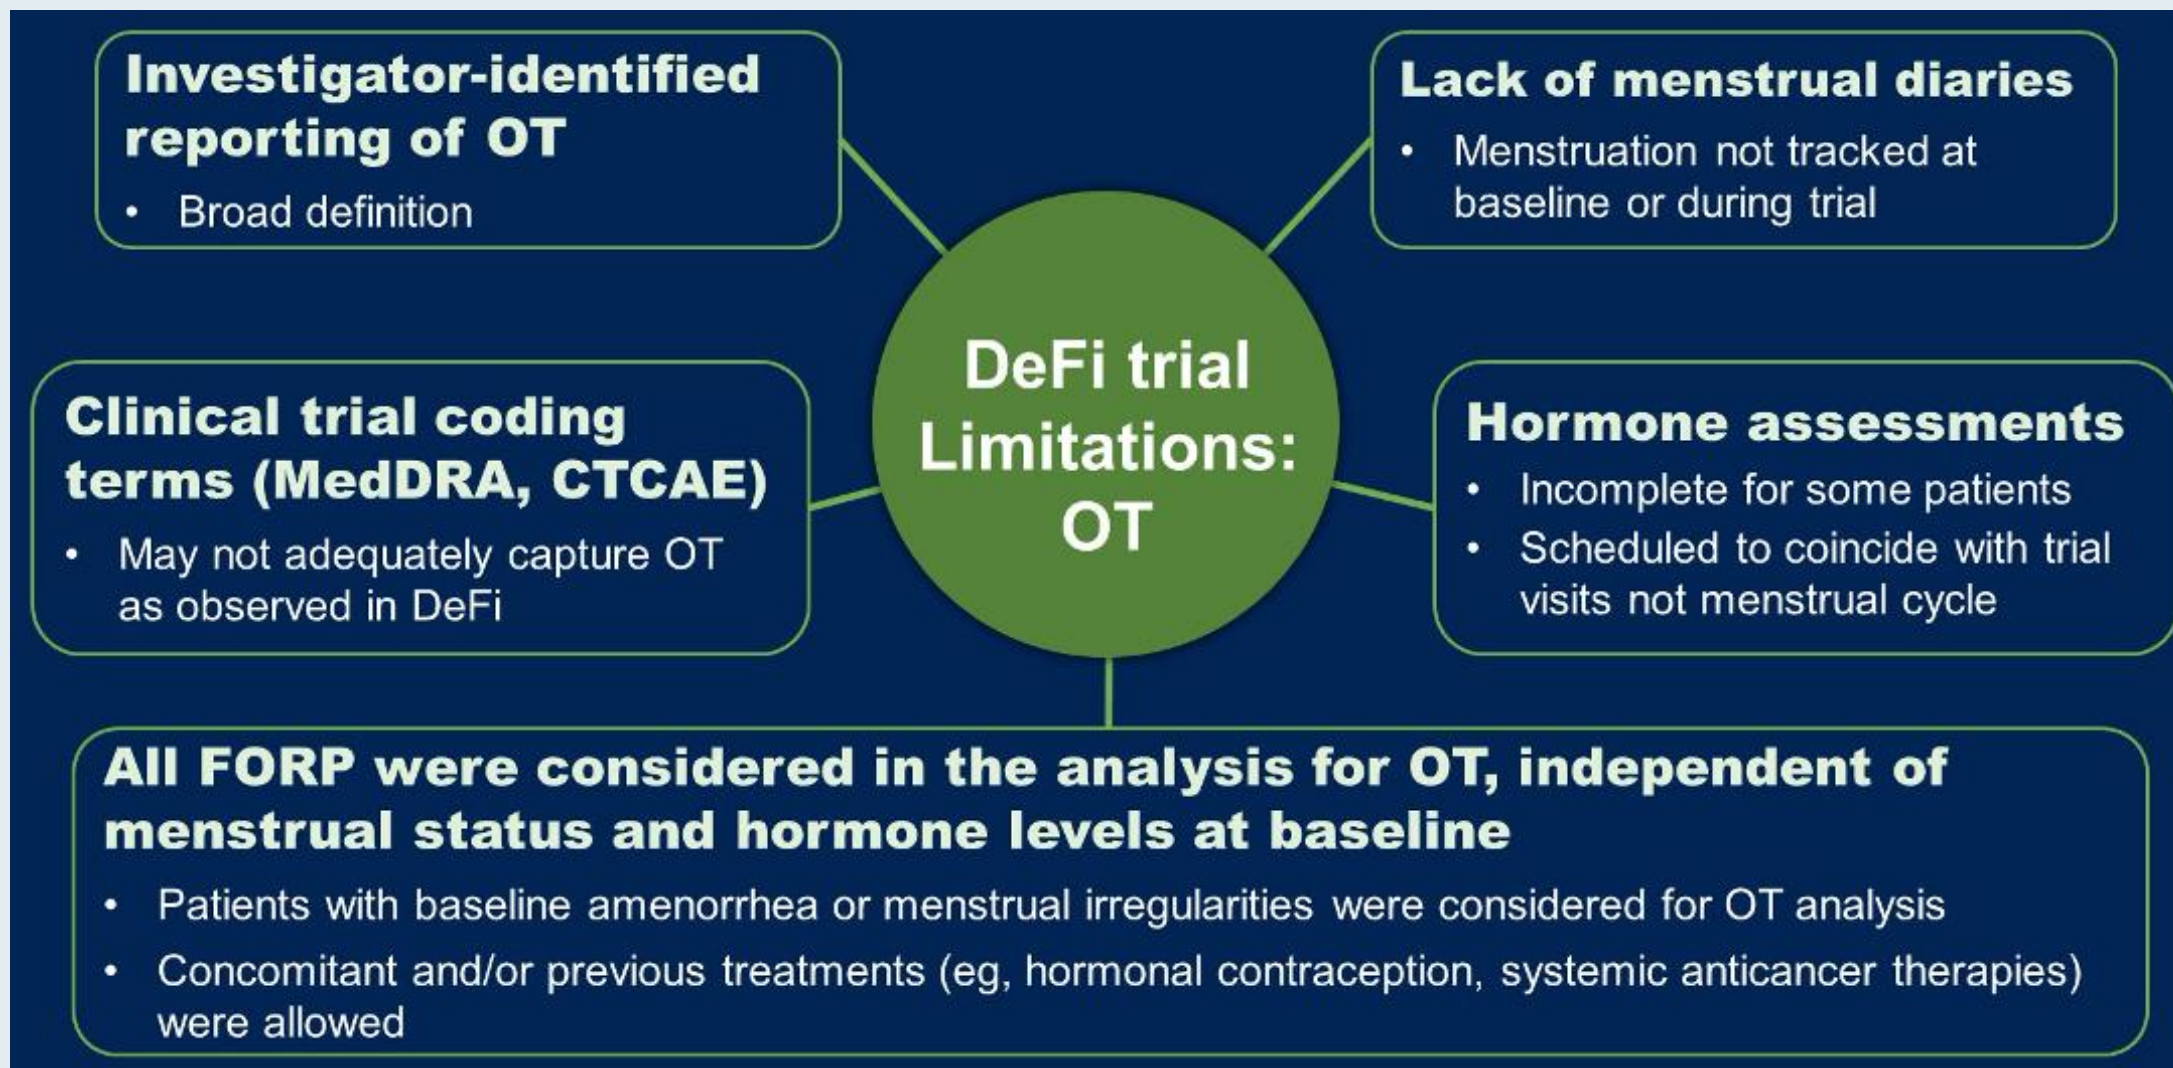 Investigator-identified
reporting of OT
• Broad definition
Lack of menstrual diaries
• Menstruation not tracked at
baseline or during trial
DeFi trial
Limitations:
OT
Clinical trial coding
terms (MedDRA, CTCAE)
• May not adequately capture OT
as observed in DeFi
Hormone assessments
• Incomplete for some patients
• Scheduled to coincide with trial
visits not menstrual cycle
All FORP were considered in the analysis for OT, independent of
menstrual status and hormone levels at baseline
• Patients with baseline amenorrhea or menstrual irregularities were considered for OT analysis
• Concomitant and/or previous treatments (eg, hormonal contraception, systemic anticancer therapies)
were allowed